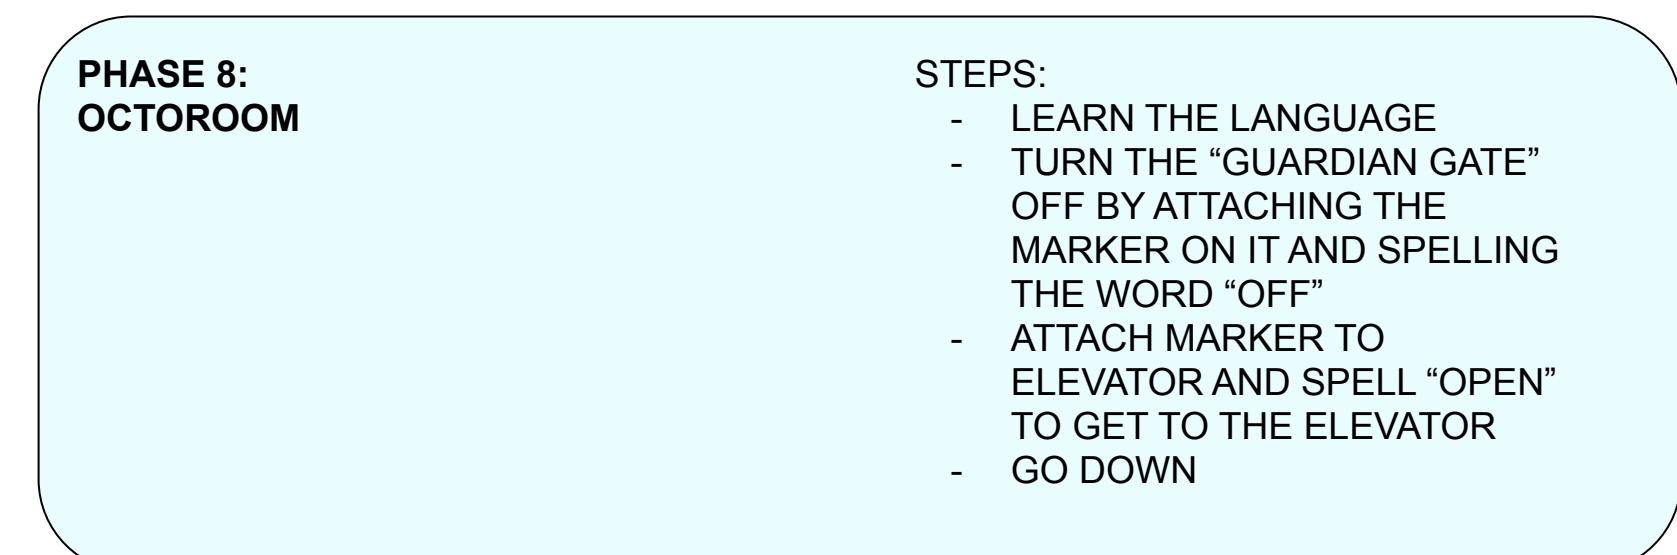 PHASE 8:
OCTOROOM
STEPS:
- LEARN THE LANGUAGE
- TURN THE “GUARDIAN GATE”
OFF BY ATTACHING THE
MARKER ON IT AND SPELLING
THE WORD “OFF”
- ATTACH MARKER TO
ELEVATOR AND SPELL “OPEN”
TO GET TO THE ELEVATOR
- GO DOWN